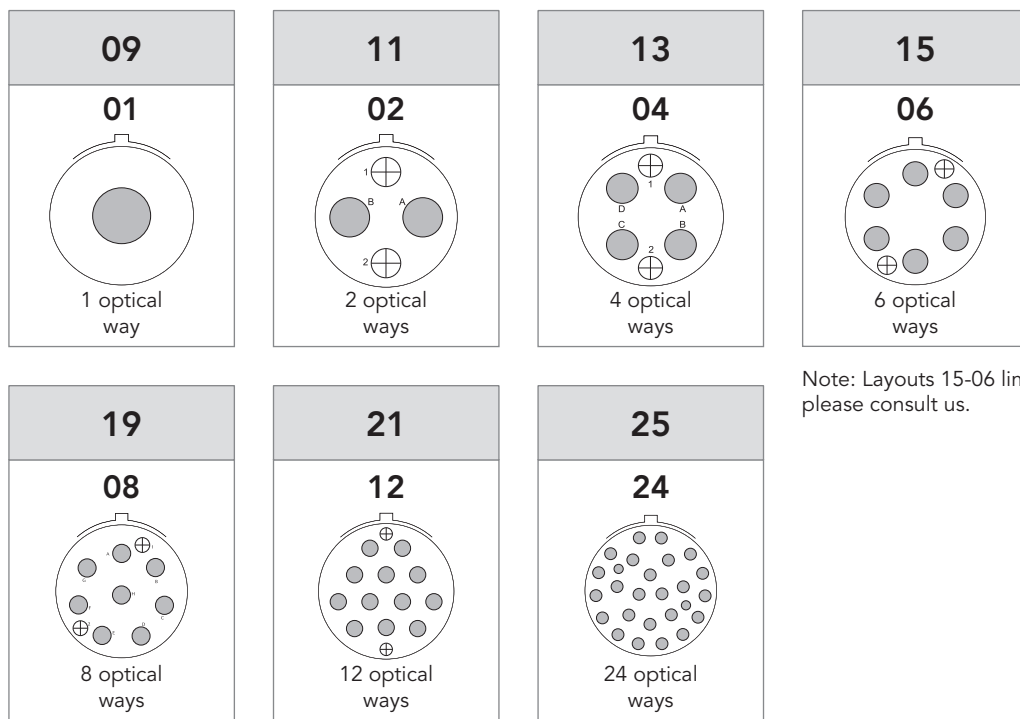 09
01
1 optical
way
11
02
1
B A
2
2 optical
ways
13
04
1
D A
C B
2
4 optical
ways
15
06
6 optical
ways
Note: Layouts 15-06
please consult us.
19
08
A
1
G
B
H
F
C
2
E
D
8 optical
ways
21
12
12 optical
ways
25
24
24 optical
ways